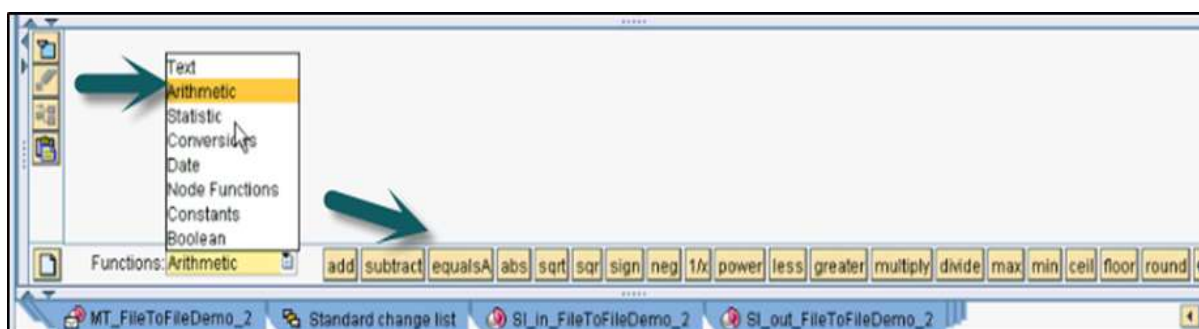 Text
Arithmetic
Statistic
Conversions
Date
Node Functions
Constants
Boolean
Functions: Arithmetic add subtract equalsA abs sqrt sqr sign neg 1/x power less greater multiply divide max min ceil floor round
MT_FileToFileDemo_2 Standard change list SI_in_FileToFileDemo_2 SI_out_FileToFileDemo_2